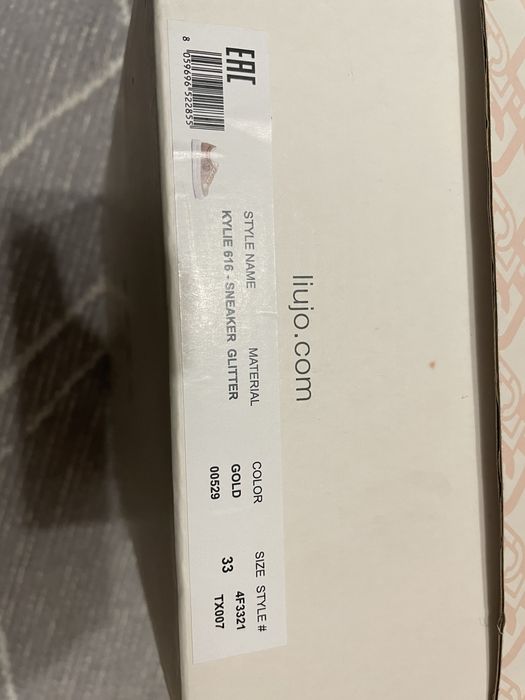 liujo.com
EAC
8 059696 522855
STYLE NAME MATERIAL COLOR SIZE STYLE #
KYLIE 616 - SNEAKER GLITTER GOLD 33 4F3321
00529 TX007